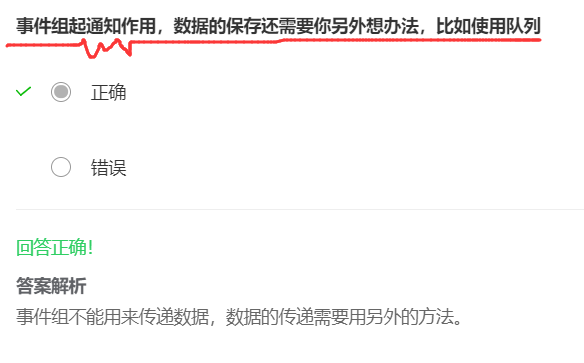 事件组起通知作用，数据的保存还需要你另外想办法，比如使用队列
正确
错误
回答正确！
答案解析
事件组不能用来传递数据，数据的传递需要用另外的方法。